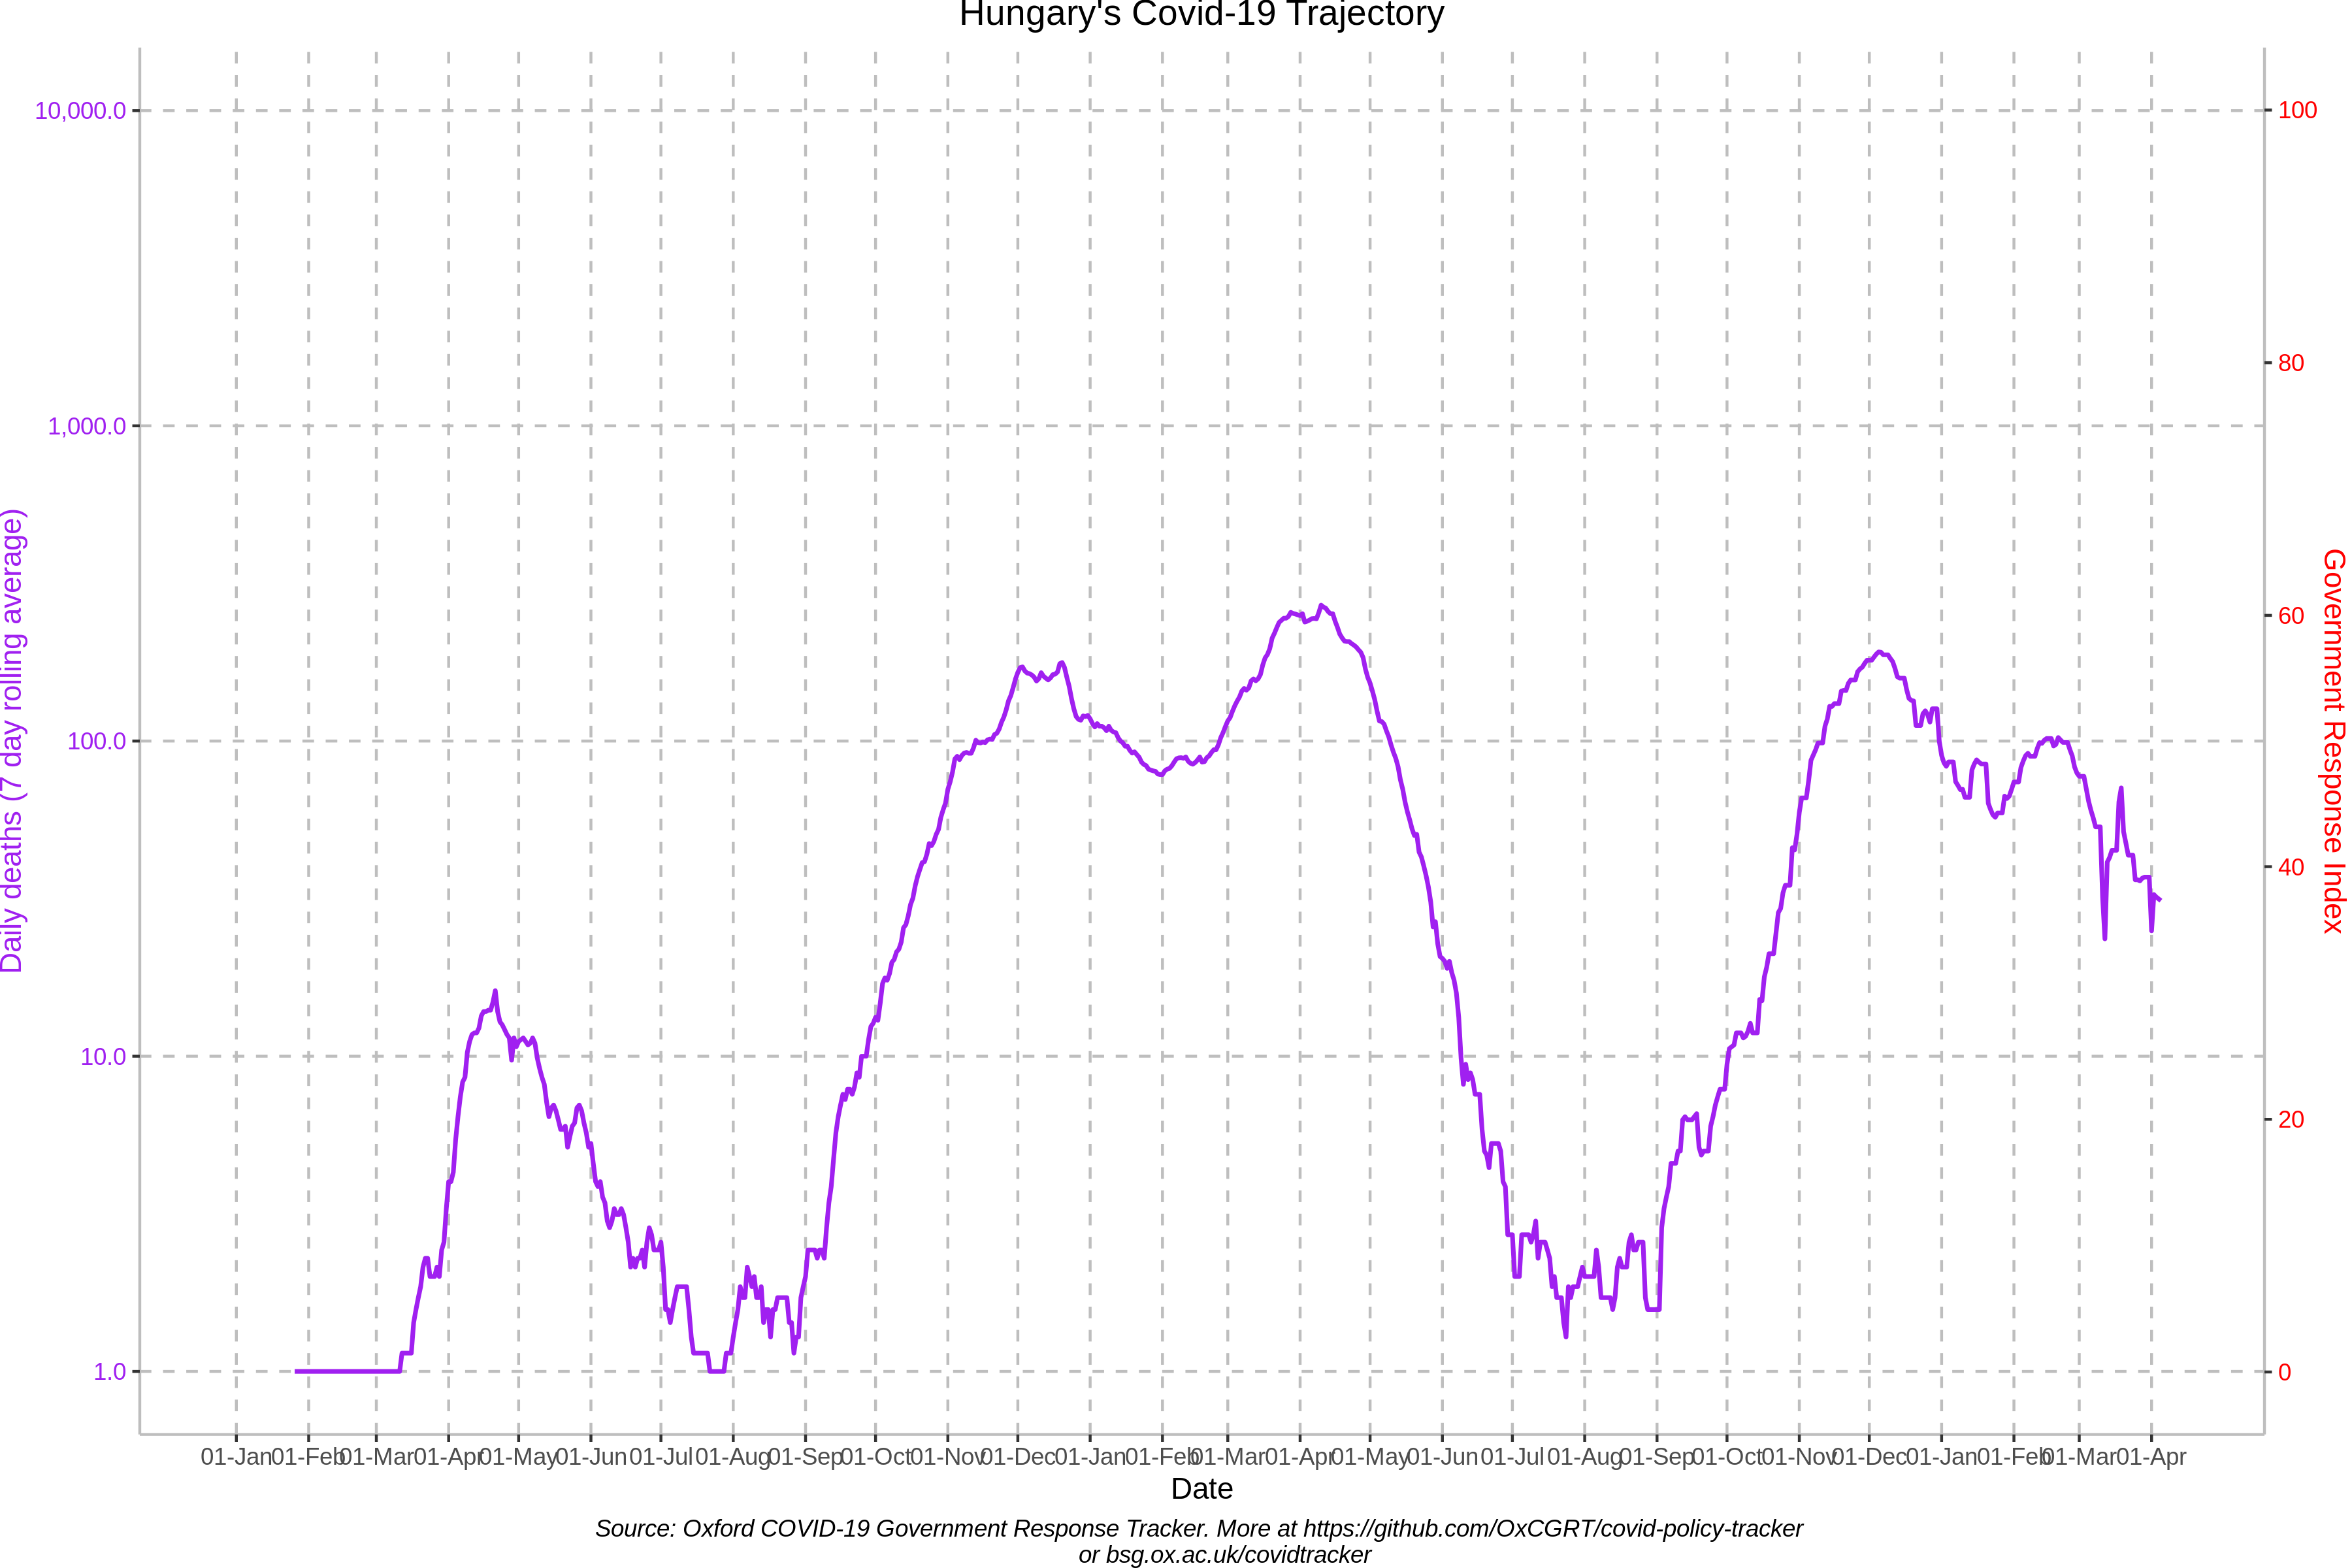 Hungary's Covid-19 Trajectory
10,000.0
1,000.0
100.0
10.0
1.0
Daily deaths (7 day rolling average)
100
80
60
40
20
0
Government Response Index
01-Jan 01-Feb 01-Mar 01-Apr 01-May 01-Jun 01-Jul 01-Aug 01-Sep 01-Oct 01-Nov 01-Dec 01-Jan 01-Feb 01-Mar 01-Apr 01-May 01-Jun 01-Jul 01-Aug 01-Sep 01-Oct 01-Nov 01-Dec 01-Jan 01-Feb 01-Mar 01-Apr
Date
Source: Oxford COVID-19 Government Response Tracker. More at https://github.com/OxCGRT/covid-policy-tracker
or bsg.ox.ac.uk/covidtracker